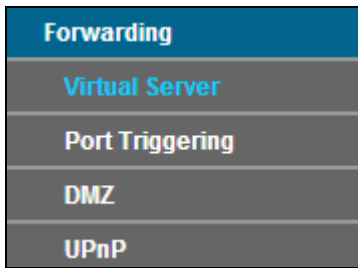 Forwarding
Virtual Server
Port Triggering
DMZ
UPnP